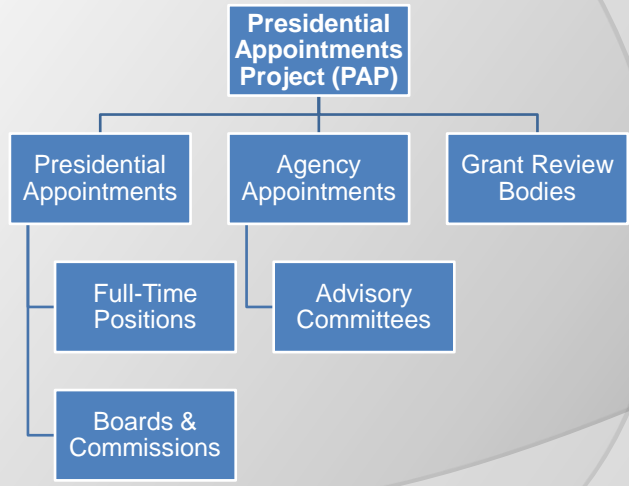 Presidential
Appointments
Project (PAP)
Presidential
Appointments
Agency
Appointments
Grant Review
Bodies
Full-Time
Positions
Advisory
Committees
Boards &
Commissions